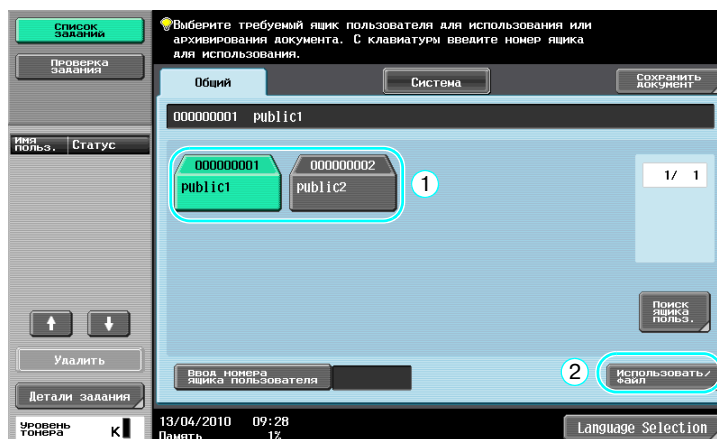 Список
заданий
Проверка
задания
Имя
польз.
Статус
Удалить
Детали задания
Уровень
тонера
K
Выберите требуемый ящик пользователя для использования или
архивирования документа. С клавиатуры введите номер ящика
для использования.
Общий
Система
Сохранить
документ
000000001 public1
000000001
public1
000000002
public2
1
1/ 1
Поиск
ящика
польз.
Ввод номера
ящика пользователя
2
Использовать/
файл
13/04/2010 09:28
Память 1%
Language Selection